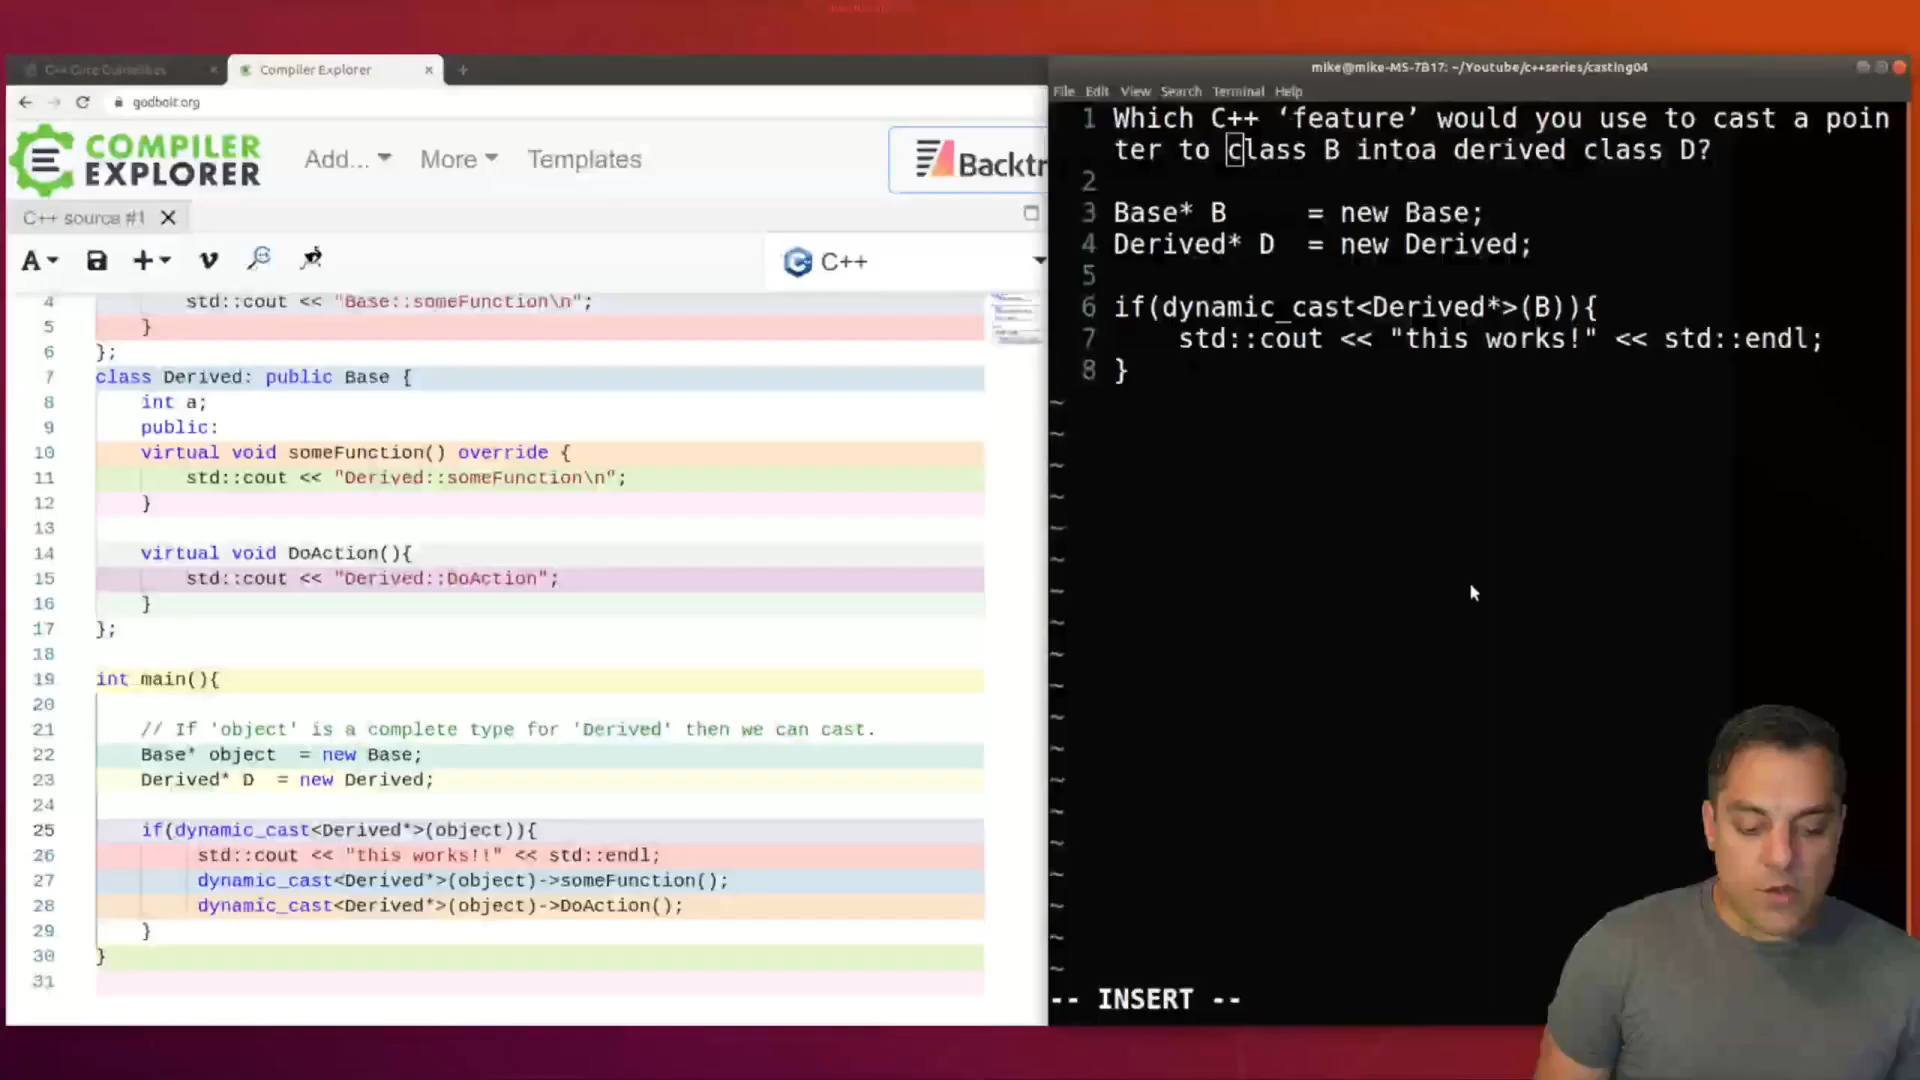 C++ Core Guidelines
Compiler Explorer
godbolt.org
COMPILER
EXPLORER
Add...
More
Templates
Backtr
C++ source #1
A
C++
4 std::cout << "Base::someFunction\n";
5 }
6 };
7 class Derived: public Base {
8 int a;
9 public:
10 virtual void someFunction() override {
11 std::cout << "Derived::someFunction\n";
12 }
13
14 virtual void DoAction(){
15 std::cout << "Derived::DoAction";
16 }
17 };
18
19 int main(){
20
21 // If 'object' is a complete type for 'Derived' then we can cast.
22 Base* object = new Base;
23 Derived* D = new Derived;
24
25 if(dynamic_cast<Derived*>(object)){
26 std::cout << "this works!!" << std::endl;
27 dynamic_cast<Derived*>(object)->someFunction();
28 dynamic_cast<Derived*>(object)->DoAction();
29 }
30 }
31
mike@mike-MS-7B17: ~/Youtube/c++series/casting04
File Edit View Search Terminal Help
1 Which C++ ‘feature’ would you use to cast a poin
ter to class B intoa derived class D?
2
3 Base* B = new Base;
4 Derived* D = new Derived;
5
6 if(dynamic_cast<Derived*>(B)){
7 std::cout << "this works!" << std::endl;
8 }
-- INSERT --